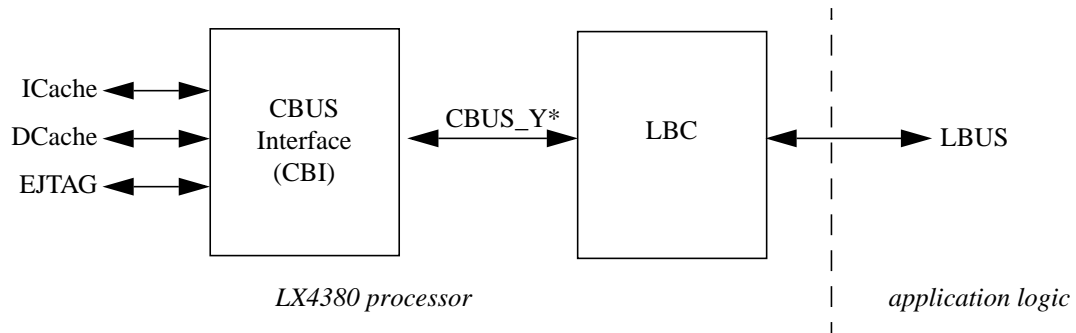 ICache
DCache
EJTAG
CBUS
Interface
(CBI)
CBUS_Y*
LBC
LBUS
LX4380 processor
application logic